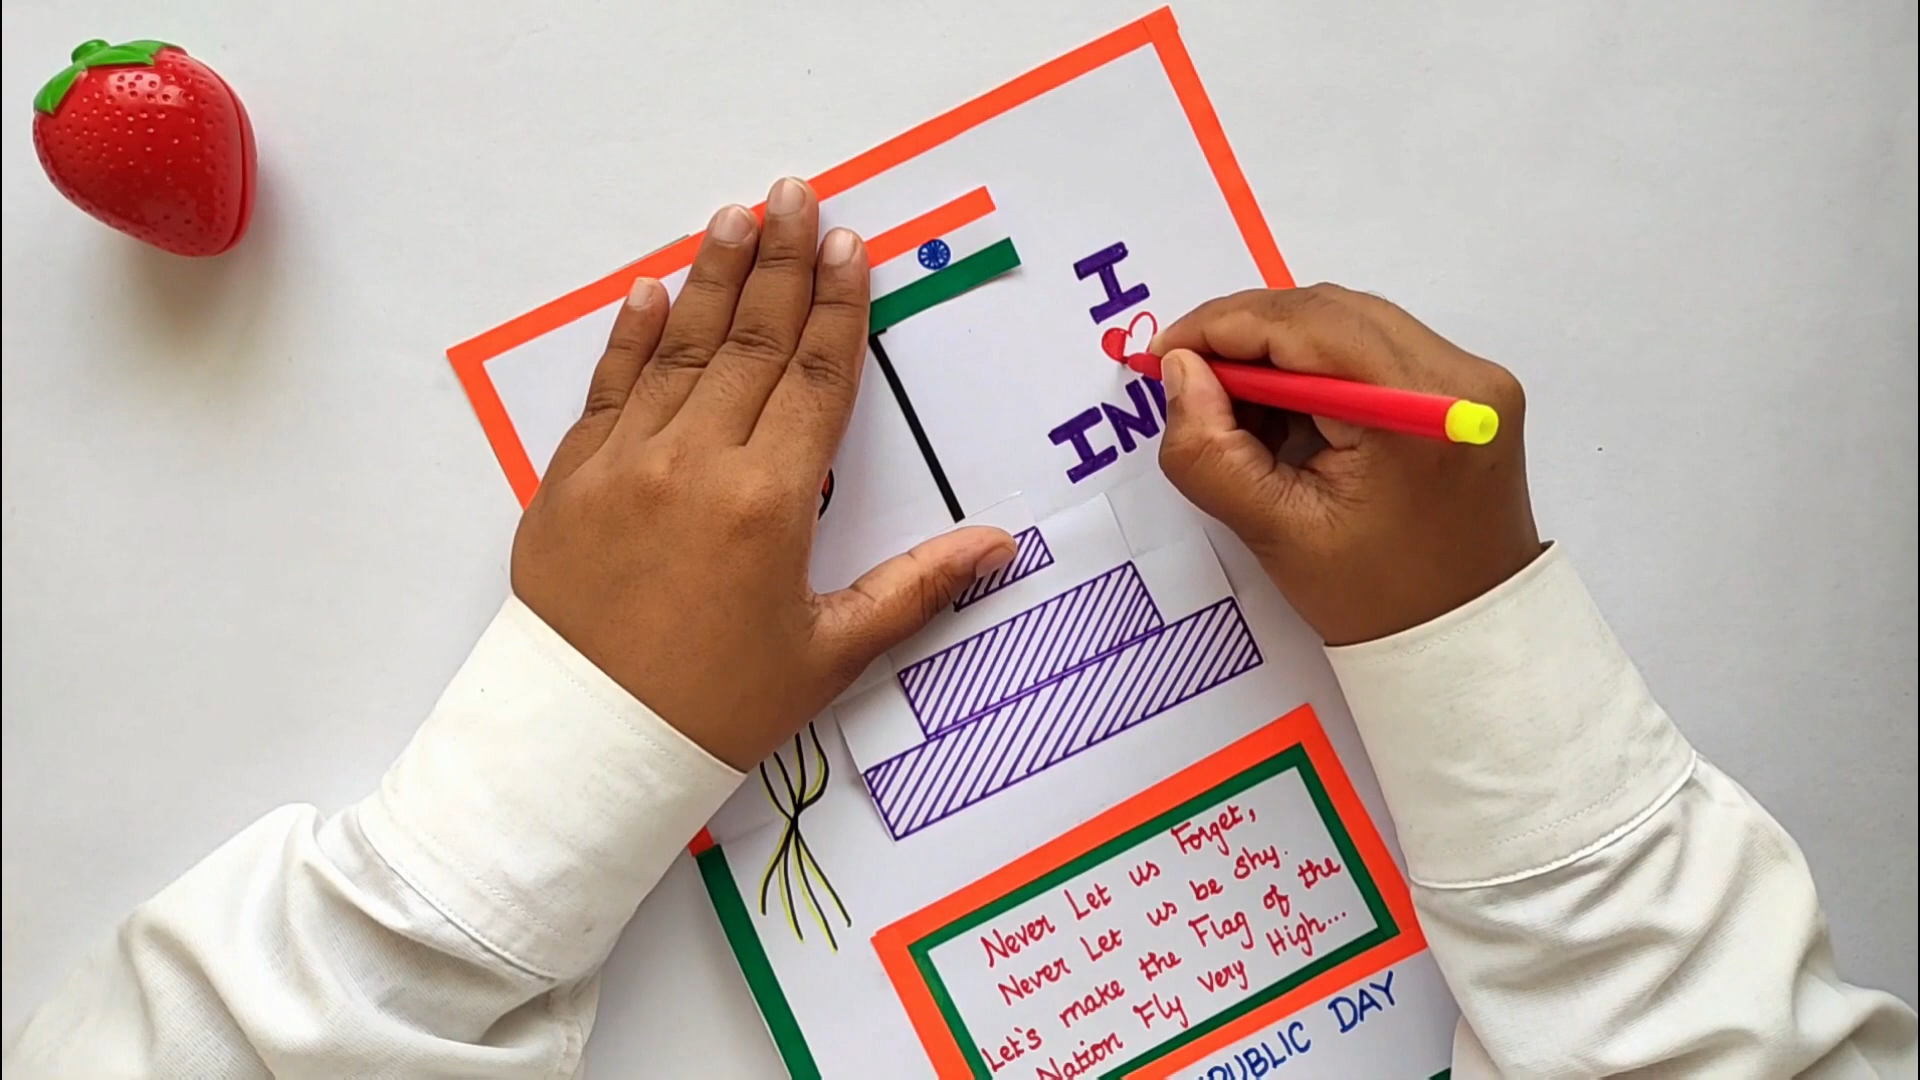 I
Never Let us Forget,
Never Let us be shy.
Let's make the Flag of the
Nation Fly very High...
DAY